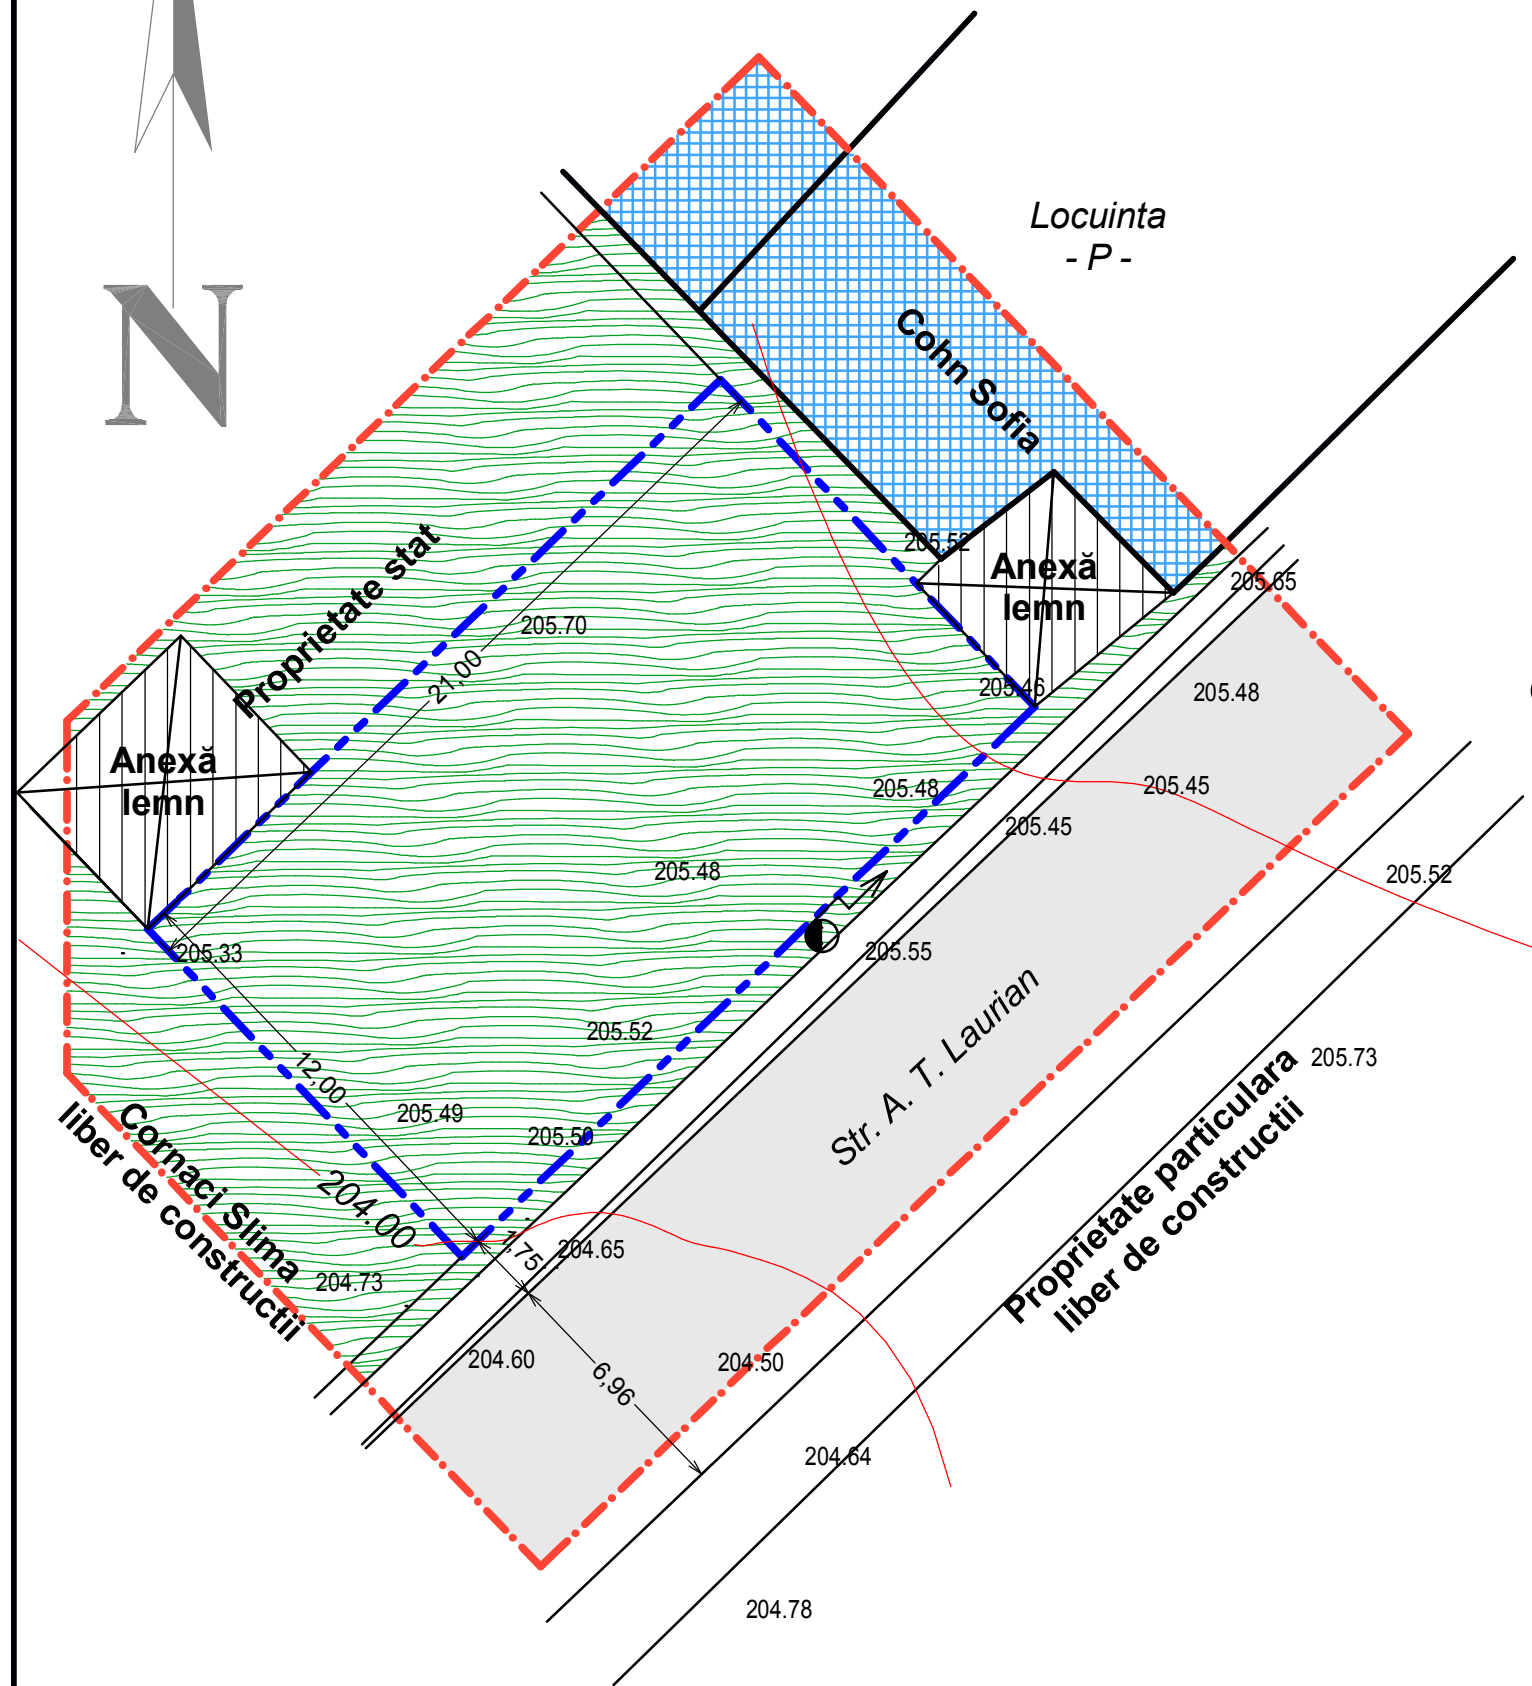 N
Locuinta
- P -
Cohn Sofia
205.52
Anexă
lemn
205.65
Proprietate stat
205.70
21,00
205.46
205.48
Anexă
lemn
205.48
205.45
205.45
205.48
205.52
205.33
205.55
Str. A. T. Laurian
205.52
12,00
205.49
205.50
205.73
Proprietate particulara
liber de constructii
Cornaci Slima
liber de constructii
204.00
1,75
204.65
204.73
204.60
6,96
204.50
204.64
204.78